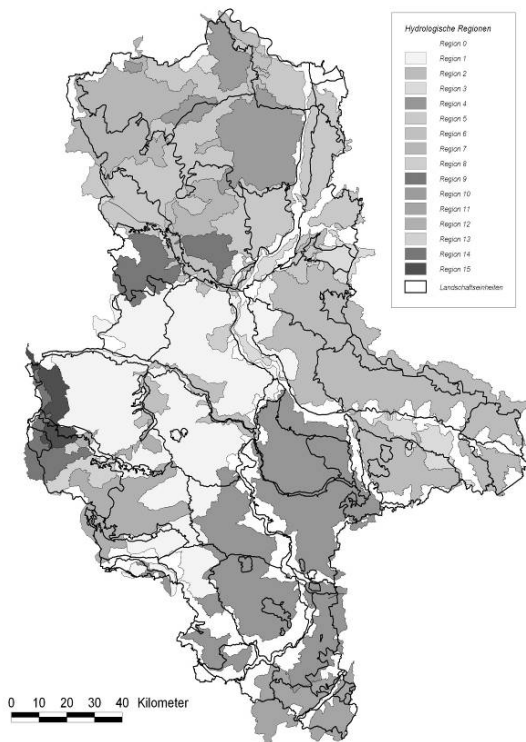 Hydrologische Regionen
Region 0
Region 1
Region 2
Region 3
Region 4
Region 5
Region 6
Region 7
Region 8
Region 9
Region 10
Region 11
Region 12
Region 13
Region 14
Region 15
Landschaftseinheiten
0 10 20 30 40 Kilometer